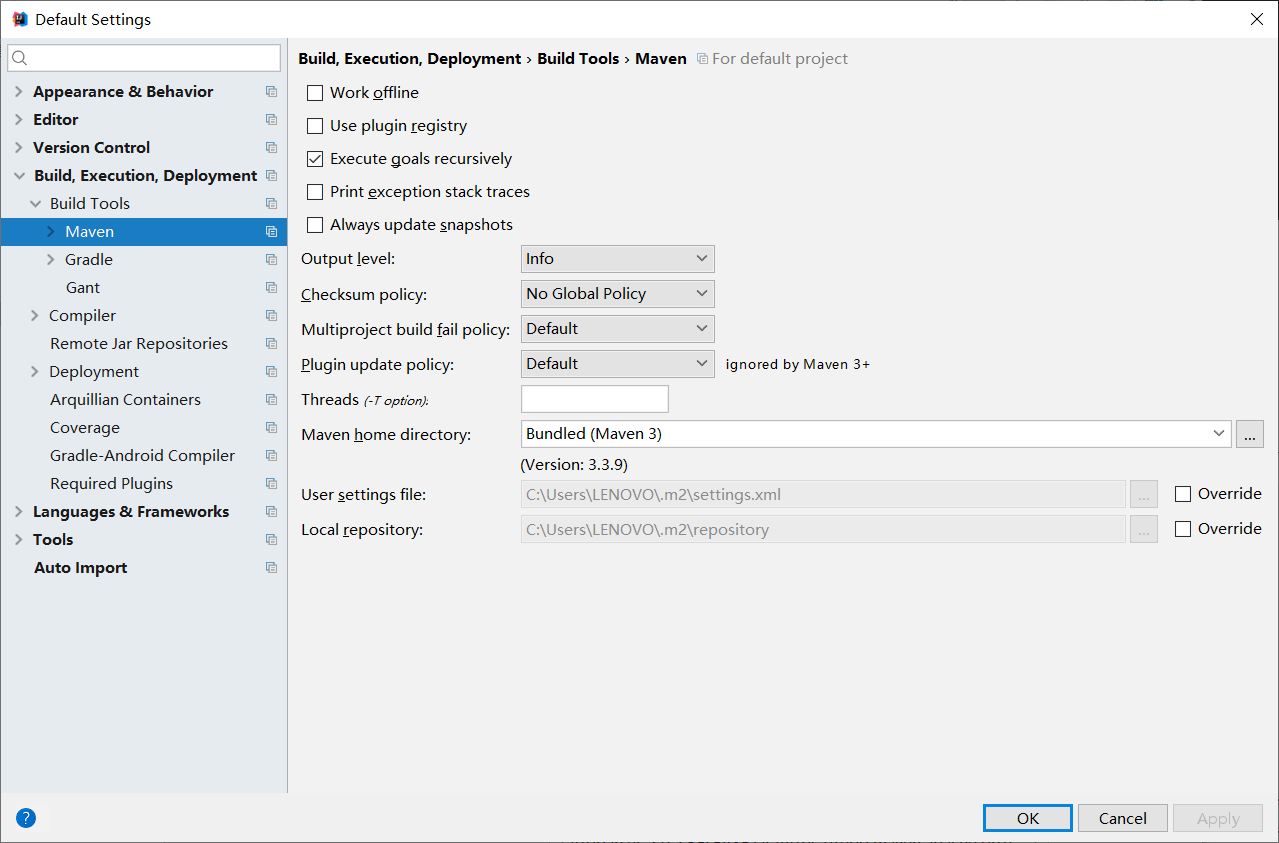 Default Settings
Appearance & Behavior
Editor
Version Control
Build, Execution, Deployment
Build Tools
Maven
Gradle
Gant
Compiler
Remote Jar Repositories
Deployment
Arquillian Containers
Coverage
Gradle-Android Compiler
Required Plugins
Languages & Frameworks
Tools
Auto Import
Build, Execution, Deployment › Build Tools › Maven For default project
Work offline
Use plugin registry
Execute goals recursively
Print exception stack traces
Always update snapshots
Output level: Info
Checksum policy: No Global Policy
Multiproject build fail policy: Default
Plugin update policy: Default ignored by Maven 3+
Threads (-T option):
Maven home directory: Bundled (Maven 3) ...
(Version: 3.3.9)
User settings file: C:\Users\LENOVO\.m2\settings.xml ... Override
Local repository: C:\Users\LENOVO\.m2\repository ... Override
? OK Cancel Apply